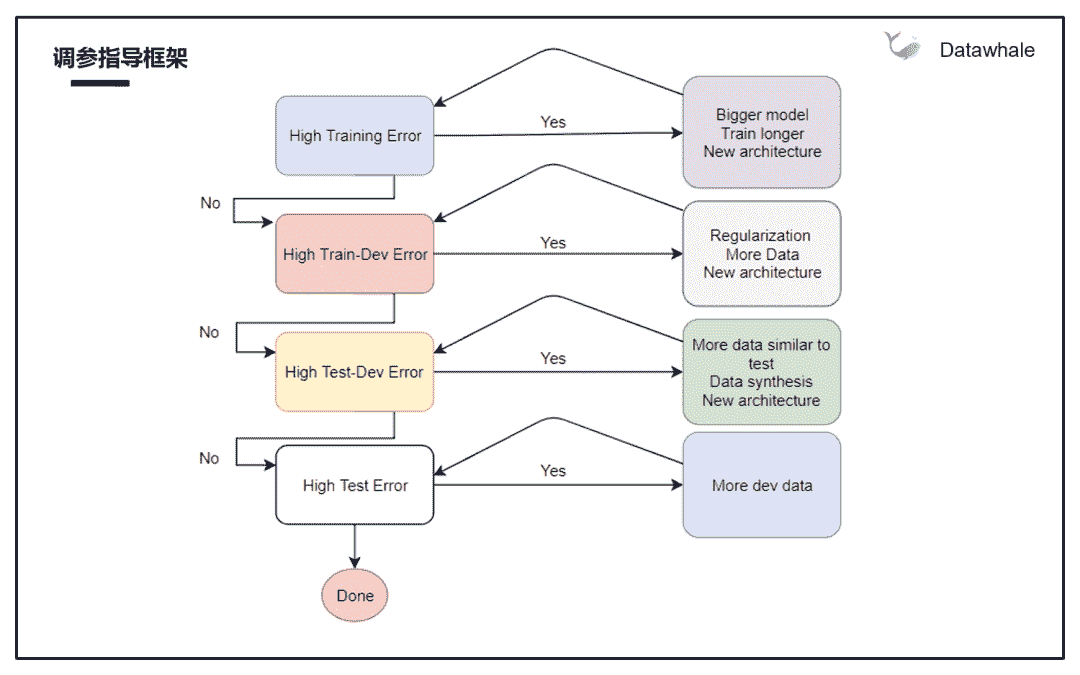 调参指导框架
Datawhale
High Training Error
Yes
Bigger model
Train longer
New architecture
No
High Train-Dev Error
Yes
Regularization
More Data
New architecture
No
High Test-Dev Error
Yes
More data similar to
test
Data synthesis
New architecture
No
High Test Error
Yes
More dev data
Done